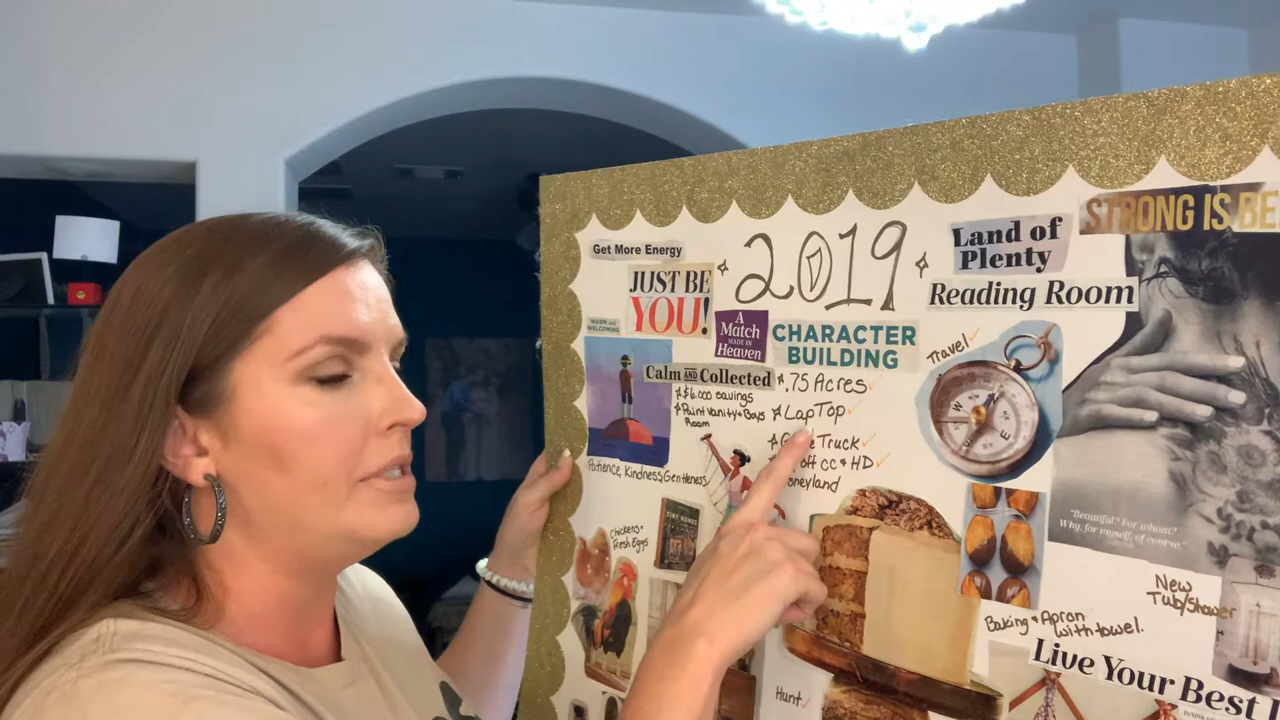 Get More Energy
2019
JUST BE
YOU!
WARM AND
WELCOMING
A
Match
MADE IN
Heaven
CHARACTER
BUILDING
Land of
Plenty
Reading Room
STRONG IS BE
Calm AND Collected
$6,000 savings
Paint Vanity + Boys
Room
.75 Acres
LapTop
Truck
off CC + HD
Travel
Patience, Kindness, Gentleness
TINY HOMES
Chickens
Fresh Eggs
W
E
"Beautiful? For whom?
Why, for myself, of course."
New
Tub/Shower
Baking + Apron
with towel.
Live Your Best
Hunt